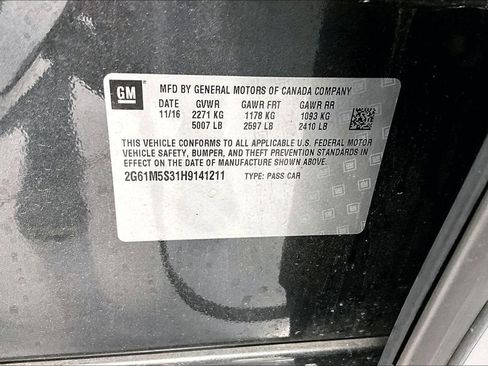 GM
MFD BY GENERAL MOTORS OF CANADA COMPANY
DATE GVWR GAWR FRT GAWR RR
11/16 2271 KG 1178 KG 1093 KG
5007 LB 2597 LB 2410 LB
THIS VEHICLE CONFORMS TO ALL APPLICABLE U.S. FEDERAL MOTOR
VEHICLE SAFETY, BUMPER, AND THEFT PREVENTION STANDARDS IN
EFFECT ON THE DATE OF MANUFACTURE SHOWN ABOVE.
2G61M5S31H9141211 TYPE: PASS CAR